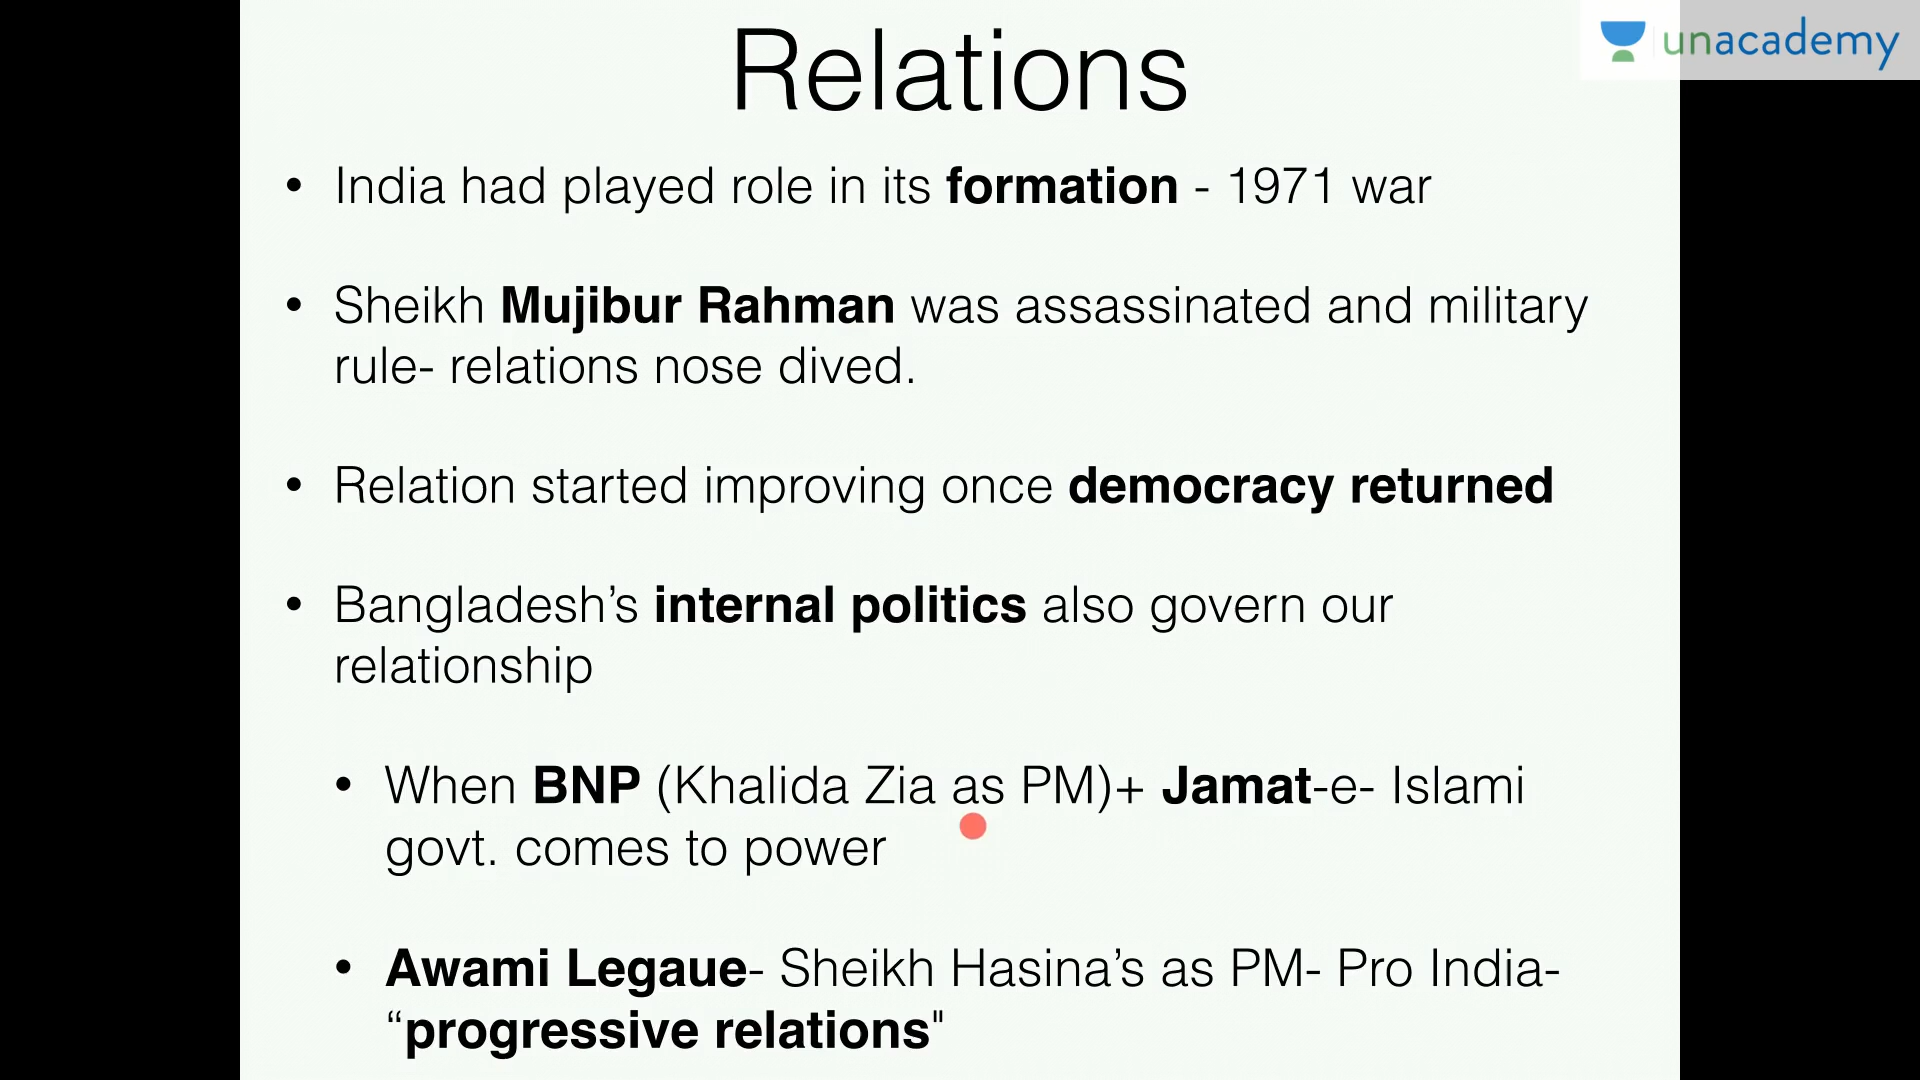 Relations
unacademy
• India had played role in its formation - 1971 war
• Sheikh Mujibur Rahman was assassinated and military
rule- relations nose dived.
• Relation started improving once democracy returned
• Bangladesh’s internal politics also govern our
relationship
• When BNP (Khalida Zia as PM)+ Jamat-e- Islami
govt. comes to power
• Awami Legaue- Sheikh Hasina’s as PM- Pro India-
“progressive relations"